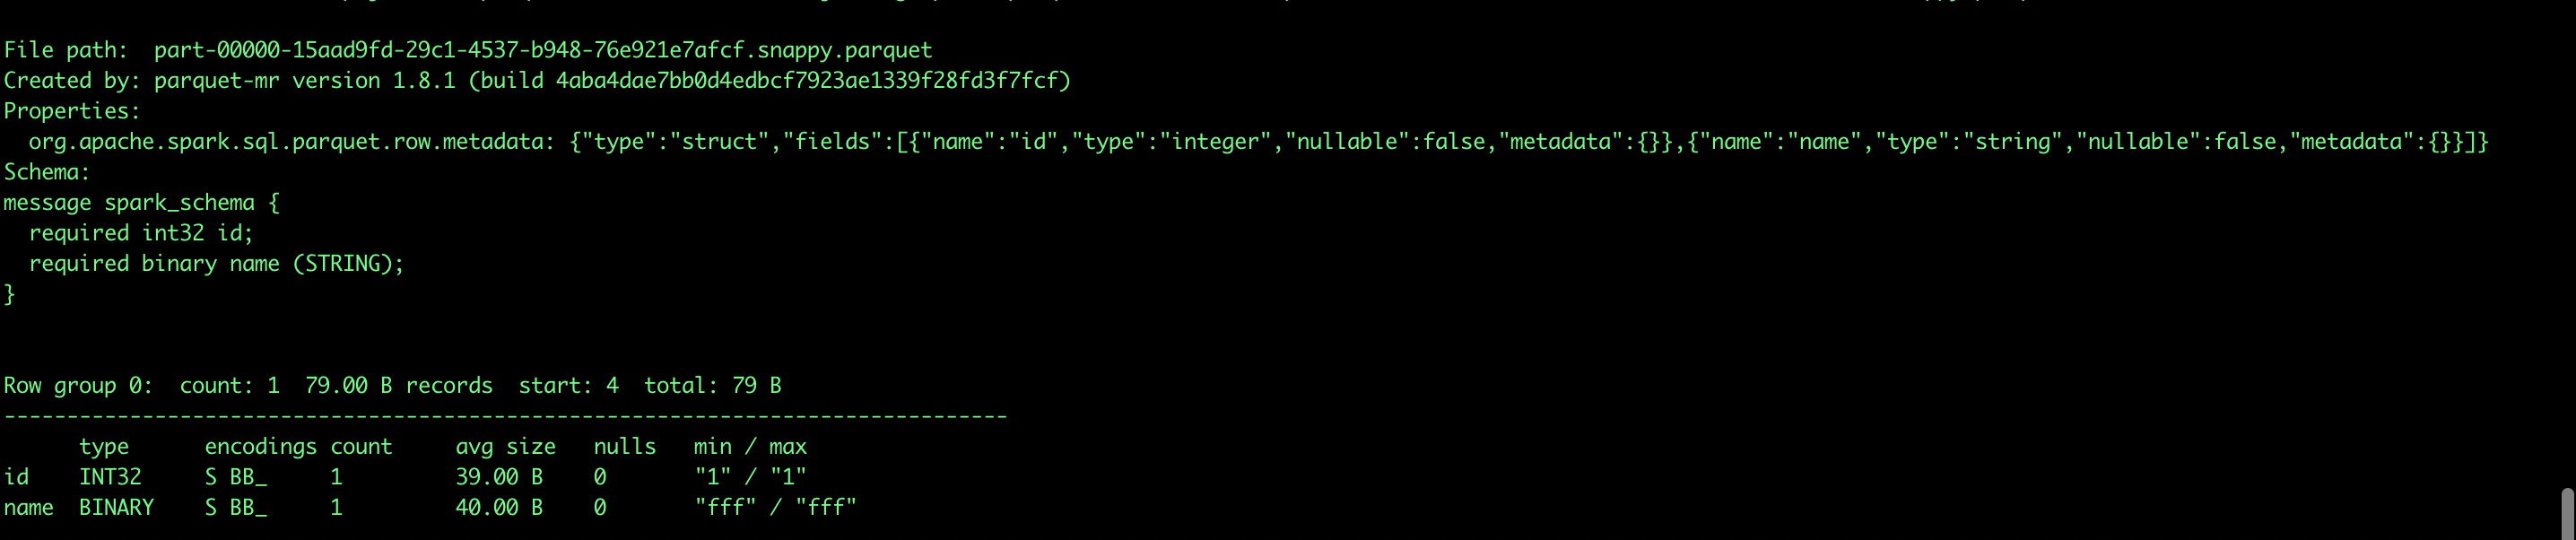 File path:  part-00000-15aad9fd-29c1-4537-b948-76e921e7afcf.snappy.parquet
Created by: parquet-mr version 1.8.1 (build 4aba4dae7bb0d4edbcf7923ae1339f28fd3f7fcf)
Properties:
  org.apache.spark.sql.parquet.row.metadata: {"type":"struct","fields":[{"name":"id","type":"integer","nullable":false,"metadata":{}},{"name":"name","type":"string","nullable":false,"metadata":{}}]}
Schema:
message spark_schema {
  required int32 id;
  required binary name (STRING);
}
Row group 0:  count: 1  79.00 B records  start: 4  total: 79 B
--------------------------------------------------------------------------------
      type      encodings count     avg size   nulls   min / max
id    INT32     S BB_     1         39.00 B    0       "1" / "1"
name  BINARY    S BB_     1         40.00 B    0       "fff" / "fff"